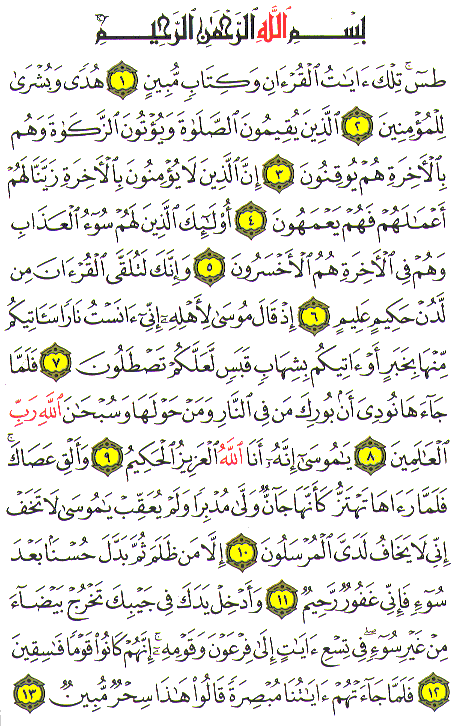 بِسْمِ ٱللَّهِ ٱلرَّحْمَٰنِ ٱلرَّحِيمِ
طسٓ ۚ تِلْكَ ءَايَٰتُ ٱلْقُرْءَانِ وَكِتَابٍ مُّبِينٍ ١ هُدًى وَبُشْرَىٰ
لِلْمُؤْمِنِينَ ٢ ٱلَّذِينَ يُقِيمُونَ ٱلصَّلَوٰةَ وَيُؤْتُونَ ٱلزَّكَوٰةَ وَهُم
بِٱلْأَخِرَةِ هُمْ يُوقِنُونَ ٣ إِنَّ ٱلَّذِينَ لَا يُؤْمِنُونَ بِٱلْأَخِرَةِ زَيَّنَّا لَهُمْ
أَعْمَٰلَهُمْ فَهُمْ يَعْمَهُونَ ٤ أُوْلَٰٓئِكَ ٱلَّذِينَ لَهُمْ سُوٓءُ ٱلْعَذَابِ
وَهُمْ فِي ٱلْأَخِرَةِ هُمُ ٱلْأَخْسَرُونَ ٥ وَإِنَّكَ لَتُلَقَّى ٱلْقُرْءَانَ مِن
لَّدُنْ حَكِيمٍ عَلِيمٍ ٦ إِذْ قَالَ مُوسَىٰ لِأَهْلِهِۦٓ إِنِّيٓ ءَانَسْتُ نَارًا سَـَٔاتِيكُم
مِّنْهَا بِخَبَرٍ أَوْ ءَاتِيكُم بِشِهَابٍ قَبَسٍ لَّعَلَّكُمْ تَصْطَلُونَ ٧ فَلَمَّا
جَآءَهَا نُودِيَ أَنۢ بُورِكَ مَن فِي ٱلنَّارِ وَمَنْ حَوْلَهَا وَسُبْحَٰنَ ٱللَّهِ رَبِّ
ٱلْعَٰلَمِينَ ٨ يَٰمُوسَىٰٓ إِنَّهُۥٓ أَنَا ٱللَّهُ ٱلْعَزِيزُ ٱلْحَكِيمُ ٩ وَأَلْقِ عَصَاكَ ۚ
فَلَمَّا رَءَاهَا تَهْتَزُّ كَأَنَّهَا جَآنٌّ وَلَّىٰ مُدْبِرًا وَلَمْ يُعَقِّبْ ۚ يَٰمُوسَىٰ لَا تَخَفْ
إِنِّي لَا يَخَافُ لَدَيَّ ٱلْمُرْسَلُونَ ١٠ إِلَّا مَن ظَلَمَ ثُمَّ بَدَّلَ حُسْنًۢا بَعْدَ
سُوٓءٍ فَإِنِّي غَفُورٌ رَّحِيمٌ ١١ وَأَدْخِلْ يَدَكَ فِي جَيْبِكَ تَخْرُجْ بَيْضَآءَ
مِنْ غَيْرِ سُوٓءٍ ۖ فِي تِسْعِ ءَايَٰتٍ إِلَىٰ فِرْعَوْنَ وَقَوْمِهِۦٓ ۚ إِنَّهُمْ كَانُوا۟ قَوْمًا فَٰسِقِينَ
١٢ فَلَمَّا جَآءَتْهُمْ ءَايَٰتُنَا مُبْصِرَةً قَالُوا۟ هَٰذَا سِحْرٌ مُّبِينٌ ١٣